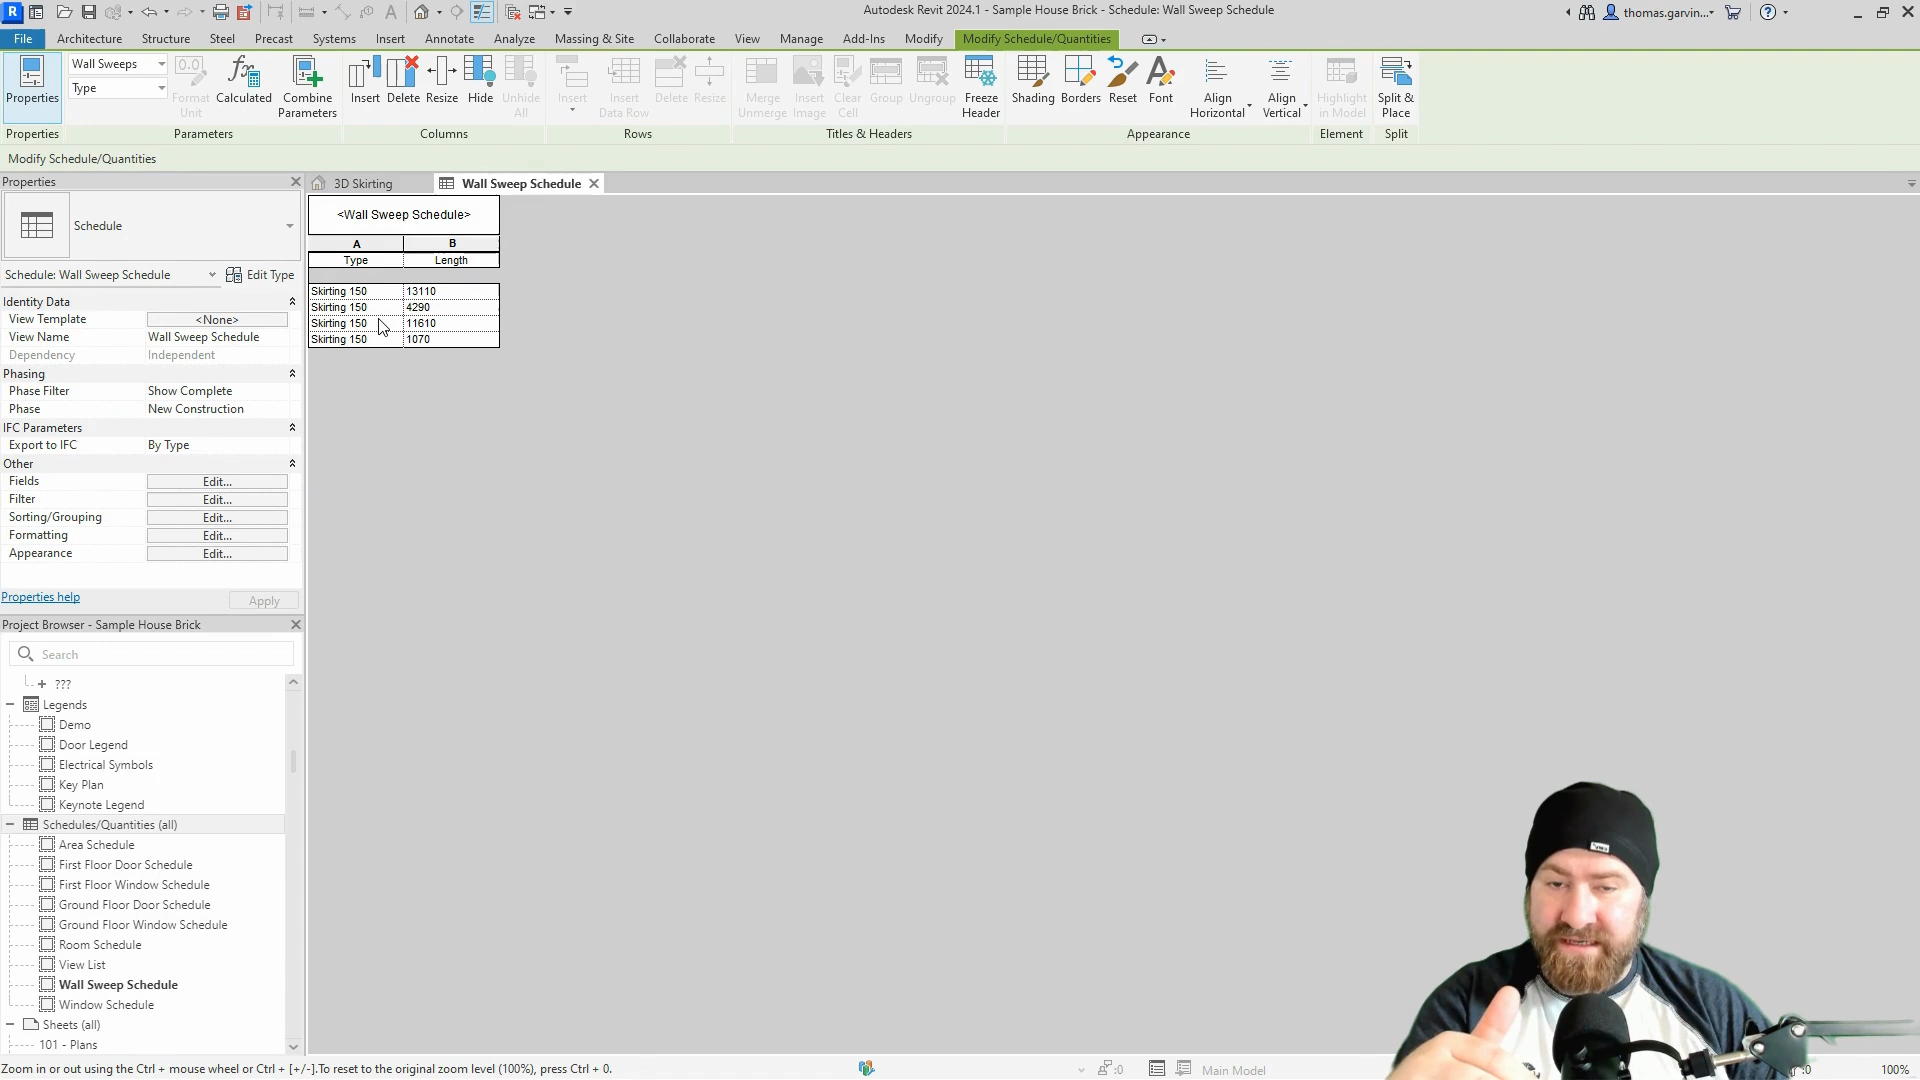 Autodesk Revit 2024.1 - Sample House Brick - Schedule: Wall Sweep Schedule
thomas.garvin...
File Architecture Structure Steel Precast Systems Insert Annotate Analyze Massing & Site Collaborate View Manage Add-Ins Modify Modify Schedule/Quantities
Properties
Wall Sweeps
Type
Format Unit
Calculated
Combine Parameters
Insert
Delete
Resize
Hide
Unhide All
Insert
Insert Data Row
Delete
Resize
Merge Unmerge
Insert Image
Clear Cell
Group
Ungroup
Freeze Header
Shading
Borders
Reset
Font
Align Horizontal
Align Vertical
Highlight in Model
Split & Place
Properties Parameters Columns Rows Titles & Headers Appearance Element Split
Modify Schedule/Quantities
Properties
Schedule
Schedule: Wall Sweep Schedule Edit Type
Identity Data
View Template <None>
View Name Wall Sweep Schedule
Dependency Independent
Phasing
Phase Filter Show Complete
Phase New Construction
IFC Parameters
Export to IFC By Type
Other
Fields Edit...
Filter Edit...
Sorting/Grouping Edit...
Formatting Edit...
Appearance Edit...
Properties help Apply
Project Browser - Sample House Brick
Search
???
Legends
Demo
Door Legend
Electrical Symbols
Key Plan
Keynote Legend
Schedules/Quantities (all)
Area Schedule
First Floor Door Schedule
First Floor Window Schedule
Ground Floor Door Schedule
Ground Floor Window Schedule
Room Schedule
View List
Wall Sweep Schedule
Window Schedule
Sheets (all)
101 - Plans
3D Skirting Wall Sweep Schedule
<Wall Sweep Schedule>
A B
Type Length
Skirting 150 13110
Skirting 150 4290
Skirting 150 11610
Skirting 150 1070
Zoom in or out using the Ctrl + mouse wheel or Ctrl + [+/-].To reset to the original zoom level (100%), press Ctrl + 0.
:0
Main Model
:0
100%